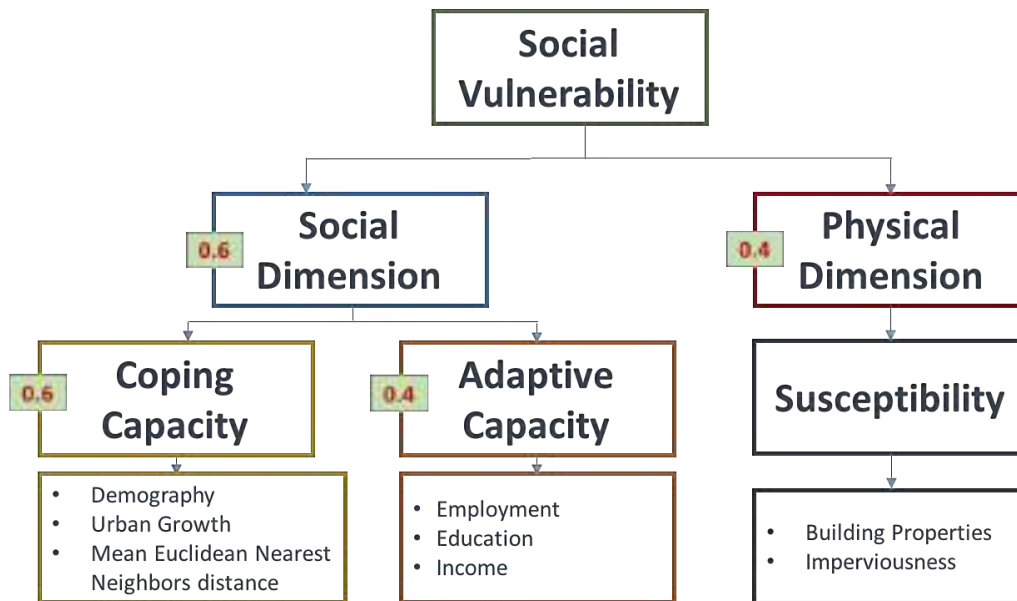 Social
Vulnerability
0.6
Social
Dimension
0.4
Physical
Dimension
0.6
Coping
Capacity
0.4
Adaptive
Capacity
Susceptibility
• Demography
• Urban Growth
• Mean Euclidean Nearest
Neighbors distance
• Employment
• Education
• Income
• Building Properties
• Imperviousness